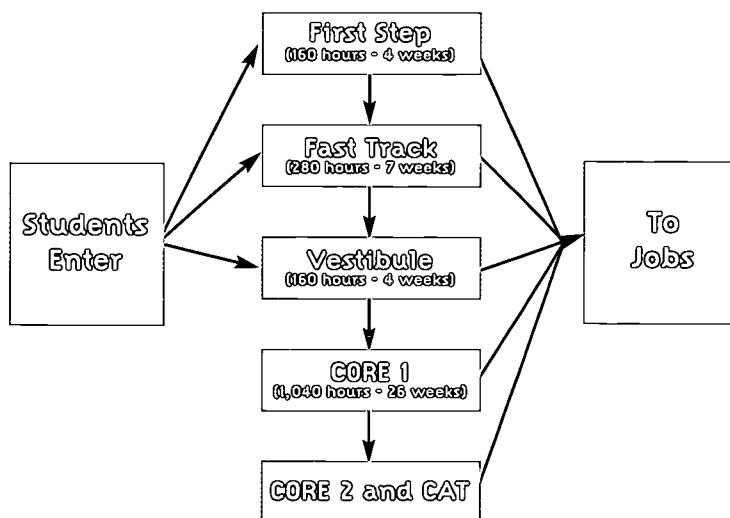 First Step
(160 hours - 4 weeks)
Fast Track
(280 hours - 7 weeks)
Students
Enter
Vestibule
(160 hours - 4 weeks)
To
Jobs
CORE 1
(1,040 hours - 26 weeks)
CORE 2 and CAT